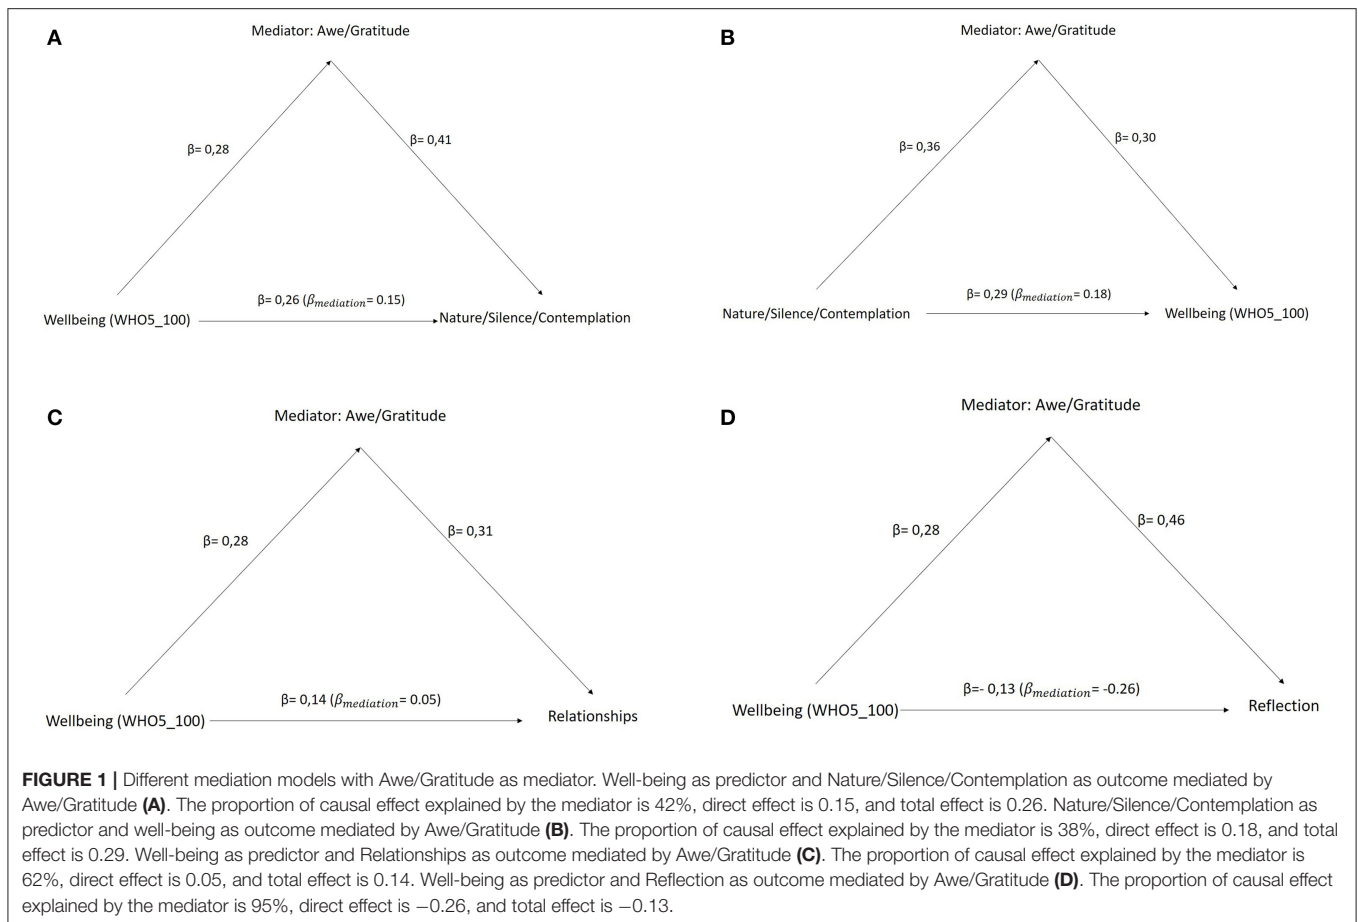 A
Mediator: Awe/Gratitude
β= 0,28
β= 0,41
β= 0,26 (βmediation= 0.15)
Wellbeing (WHO5_100)
Nature/Silence/Contemplation
B
Mediator: Awe/Gratitude
β= 0,36
β= 0,30
β= 0,29 (βmediation= 0.18)
Nature/Silence/Contemplation
Wellbeing (WHO5_100)
C
Mediator: Awe/Gratitude
β= 0,28
β= 0,31
β= 0,14 (βmediation= 0.05)
Wellbeing (WHO5_100)
Relationships
D
Mediator: Awe/Gratitude
β= 0,28
β= 0,46
β=- 0,13 (βmediation= -0.26)
Wellbeing (WHO5_100)
Reflection
FIGURE 1 | Different mediation models with Awe/Gratitude as mediator. Well-being as predictor and Nature/Silence/Contemplation as outcome mediated by
Awe/Gratitude (A). The proportion of causal effect explained by the mediator is 42%, direct effect is 0.15, and total effect is 0.26. Nature/Silence/Contemplation as
predictor and well-being as outcome mediated by Awe/Gratitude (B). The proportion of causal effect explained by the mediator is 38%, direct effect is 0.18, and total
effect is 0.29. Well-being as predictor and Relationships as outcome mediated by Awe/Gratitude (C). The proportion of causal effect explained by the mediator is
62%, direct effect is 0.05, and total effect is 0.14. Well-being as predictor and Reflection as outcome mediated by Awe/Gratitude (D). The proportion of causal effect
explained by the mediator is 95%, direct effect is −0.26, and total effect is −0.13.